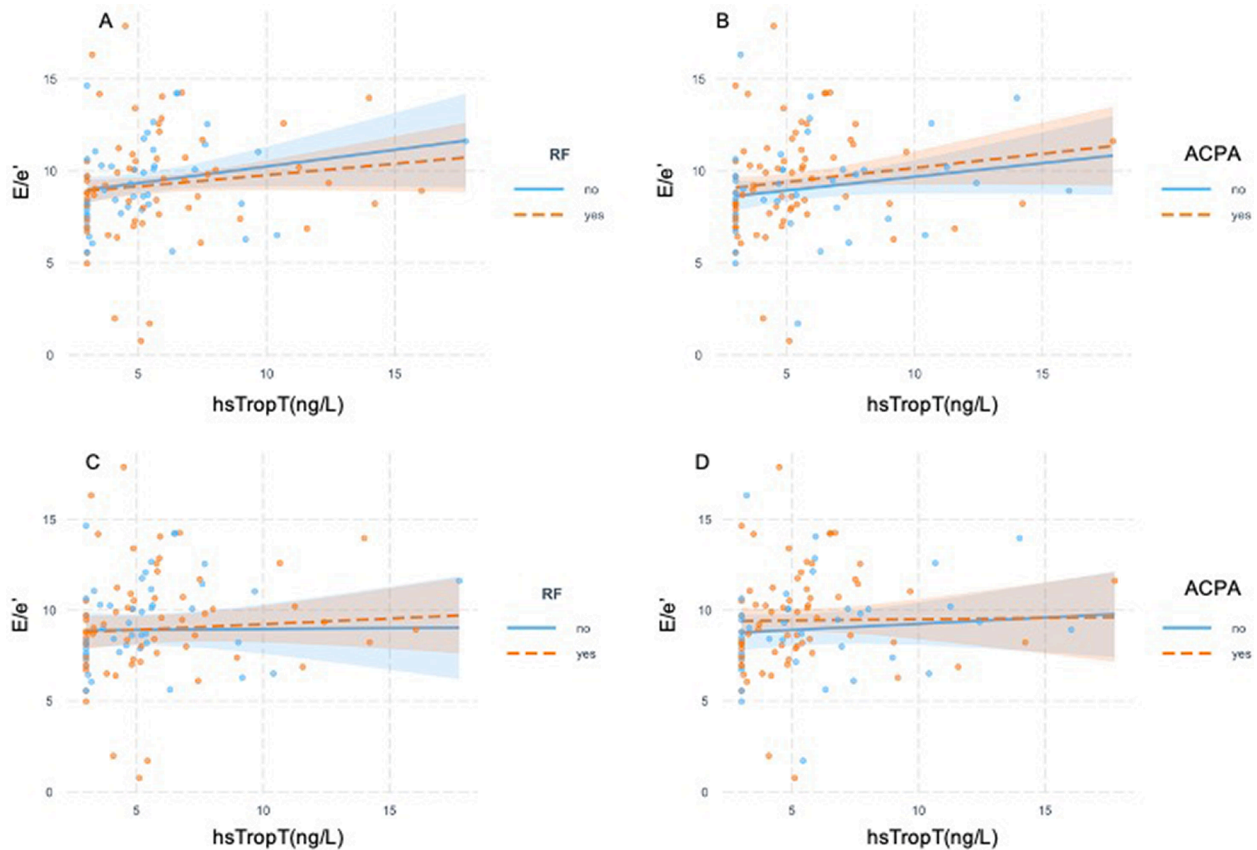 A
E/e'
15
10
5
0
5
10
15
hsTropT(ng/L)
RF
no
yes
B
E/e'
15
10
5
0
5
10
15
hsTropT(ng/L)
ACPA
no
yes
C
E/e'
15
10
5
0
5
10
15
hsTropT(ng/L)
RF
no
yes
D
E/e'
15
10
5
0
5
10
15
hsTropT(ng/L)
ACPA
no
yes